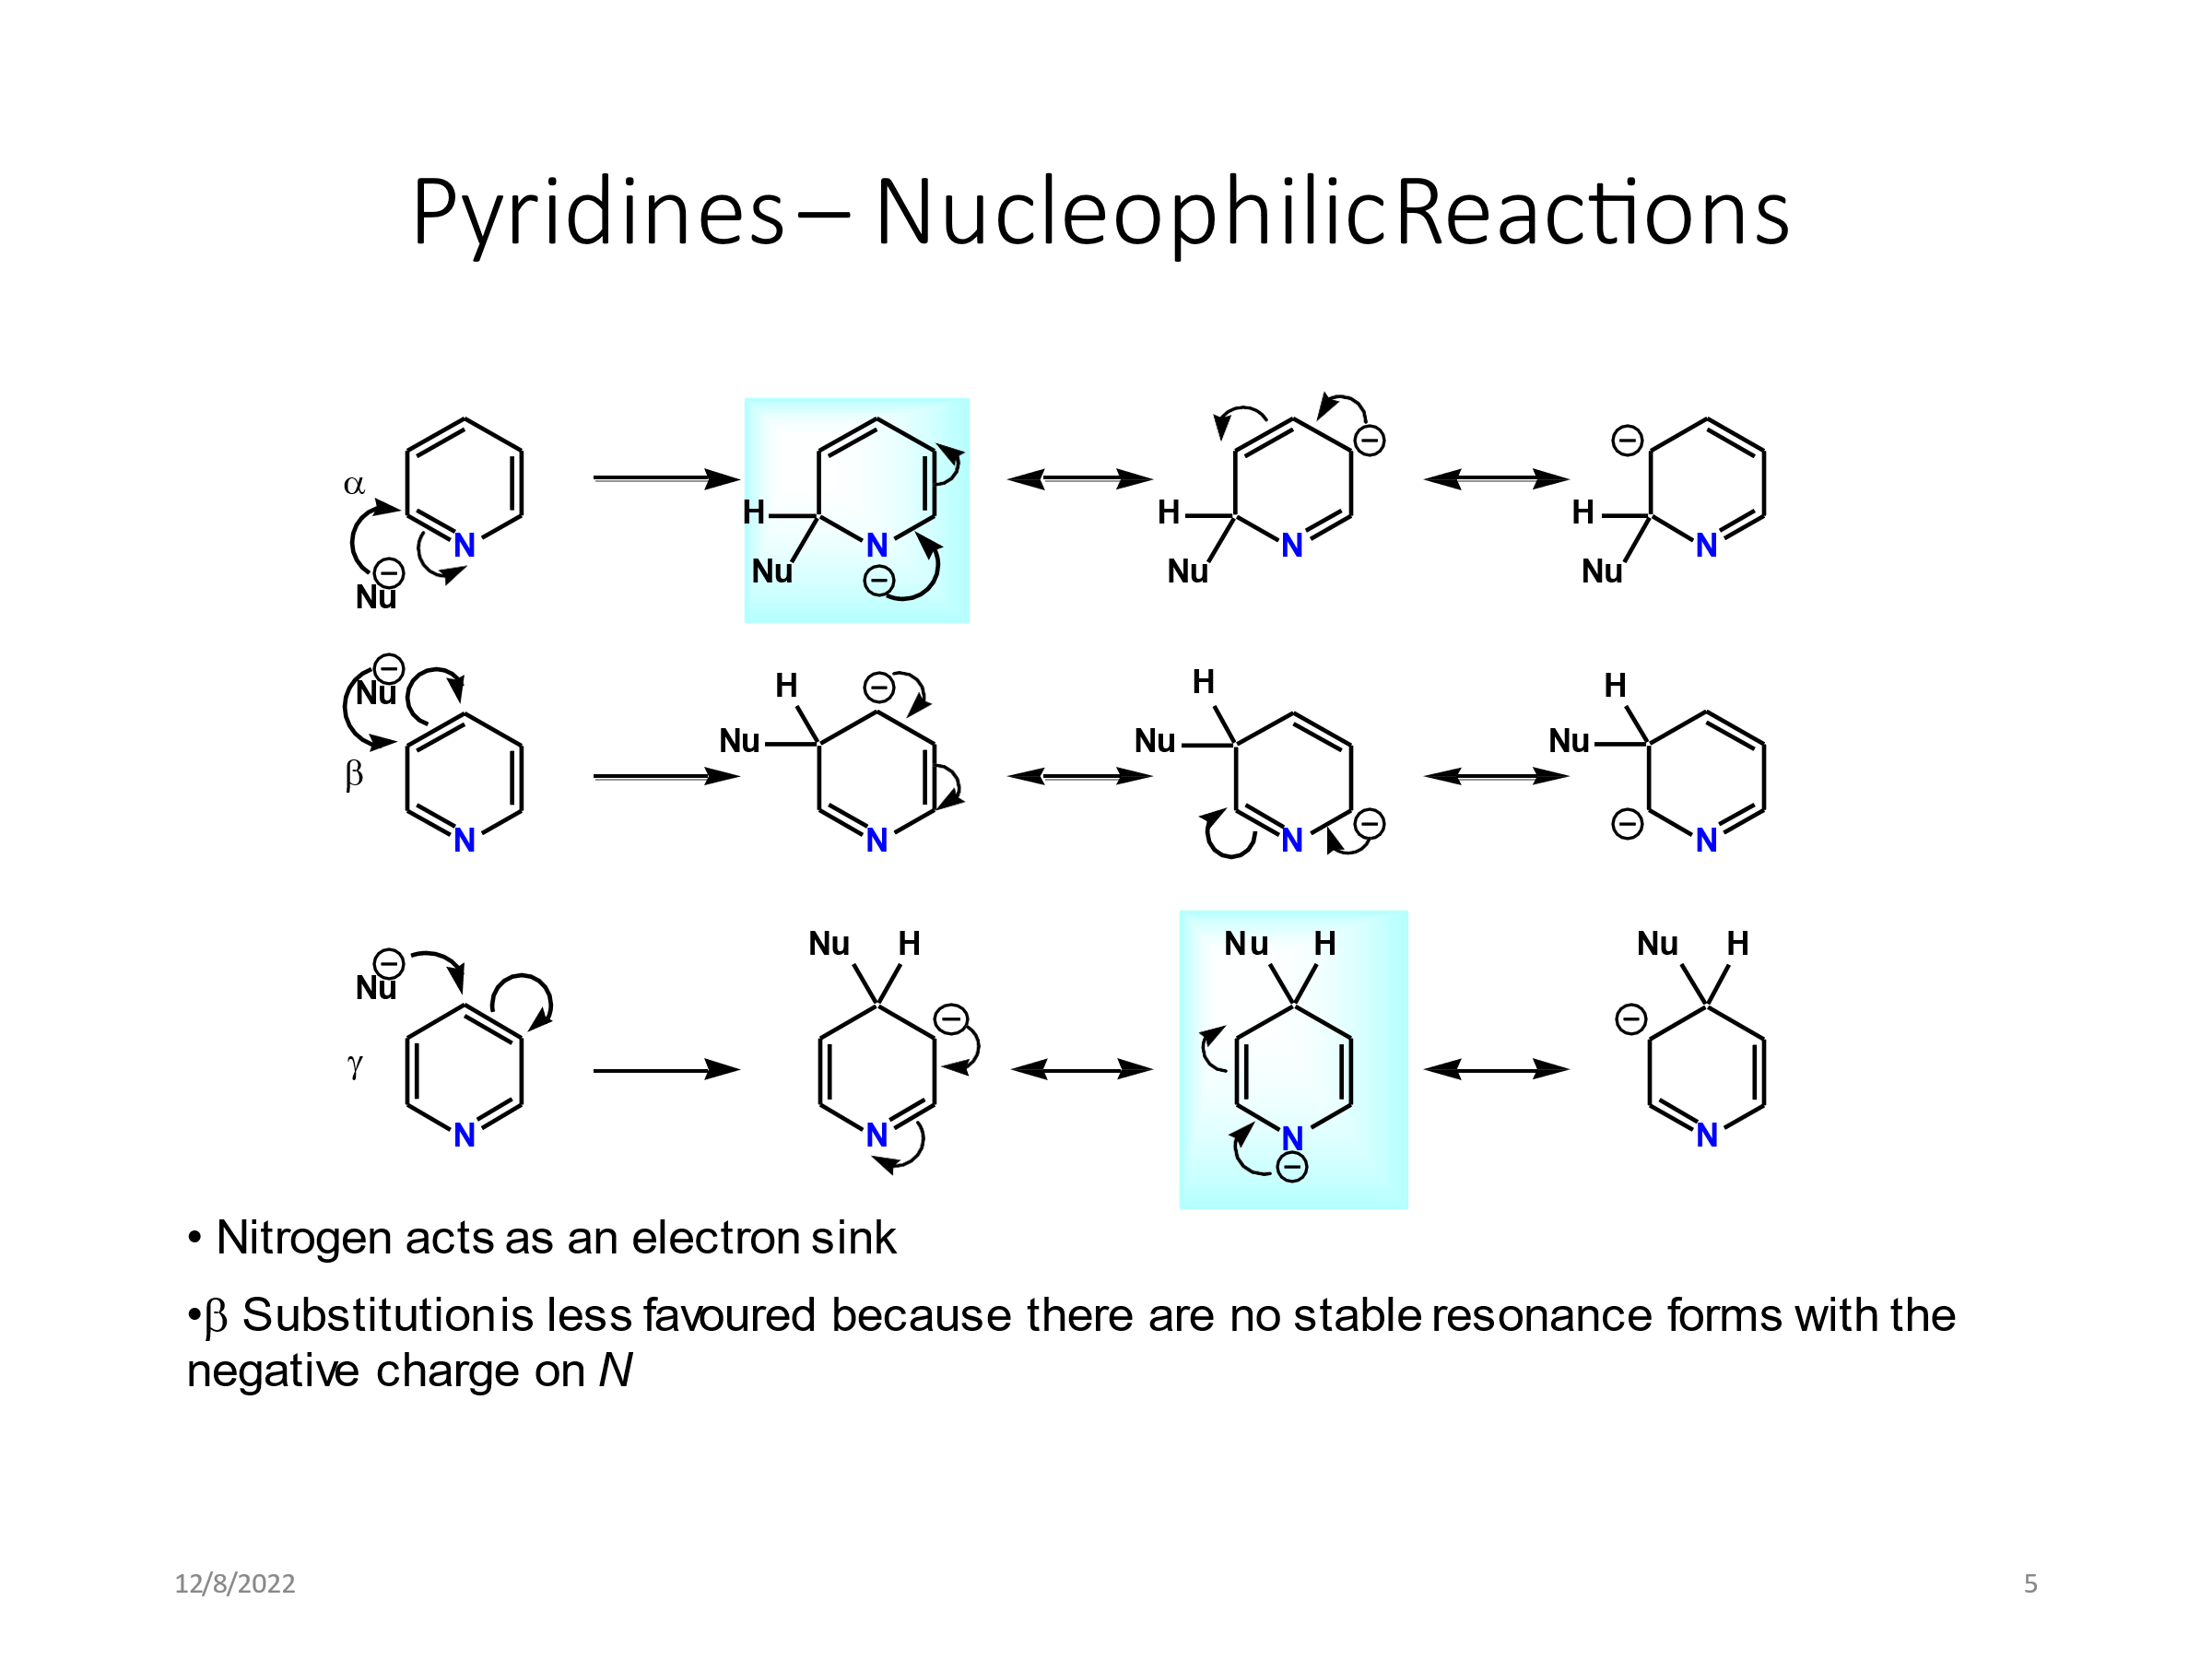 Pyridines – Nucleophilic Reactions
α
N
Nu
H
N
Nu
H
N
Nu
H
N
Nu
Nu
β
N
H
Nu
N
H
Nu
N
H
Nu
N
Nu
γ
N
Nu H
N
Nu H
N
Nu H
N
• Nitrogen acts as an electron sink
•β Substitution is less favoured because there are no stable resonance forms with the
negative charge on N
12/8/2022
5